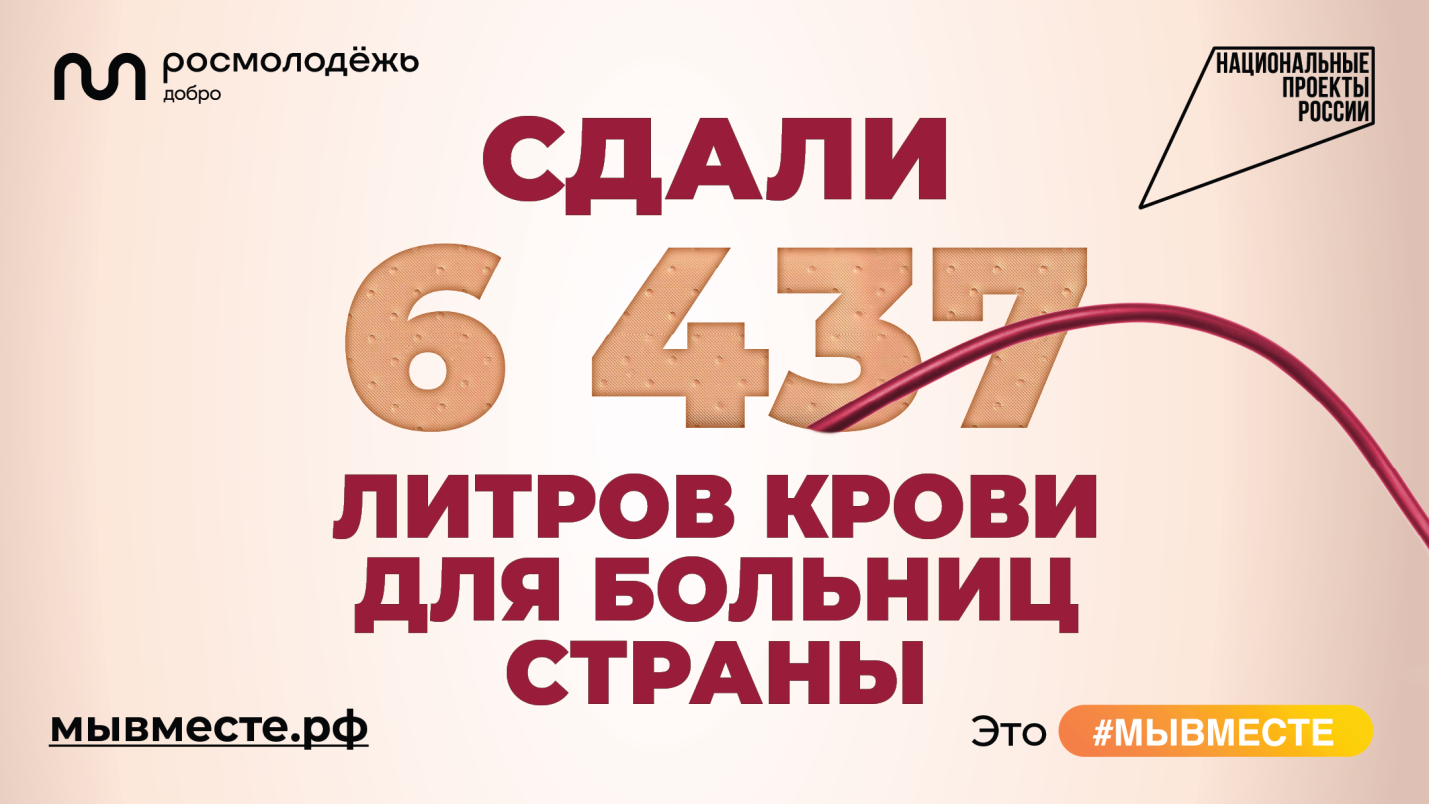 росмолодёжь
добро
НАЦИОНАЛЬНЫЕ
ПРОЕКТЫ
РОССИИ
СДАЛИ
6 437
ЛИТРОВ КРОВИ
ДЛЯ БОЛЬНИЦ
СТРАНЫ
мывместе.рф
Это #МЫВМЕСТЕ